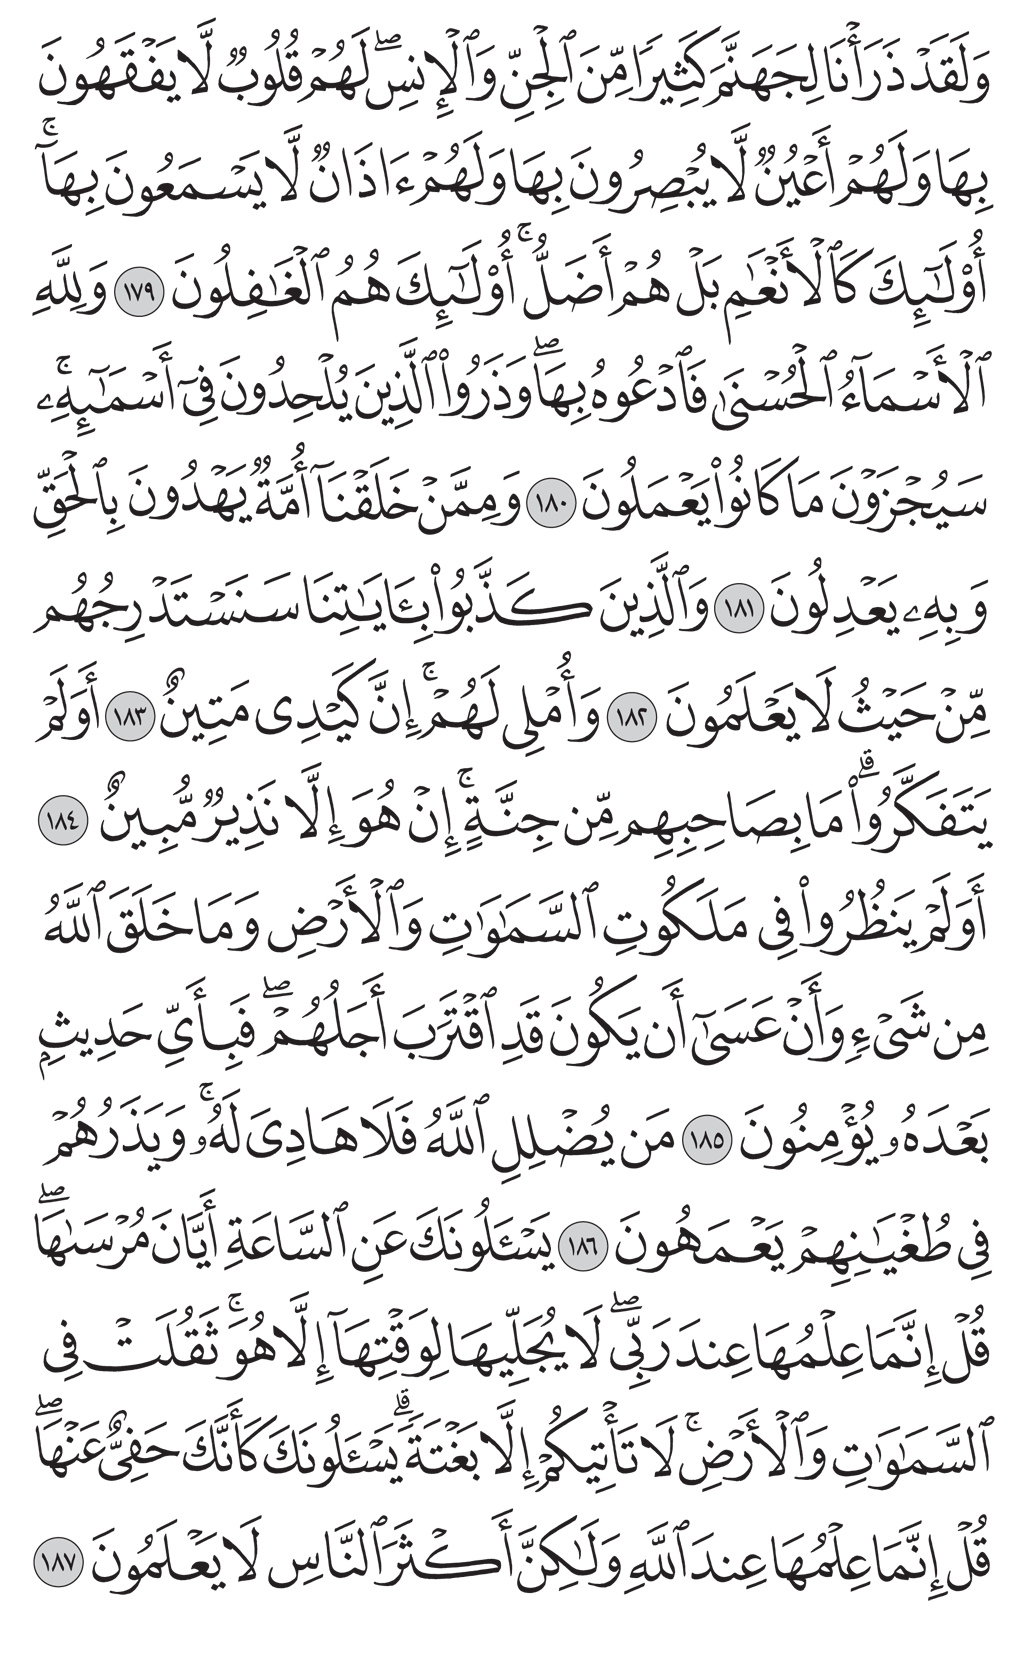 وَلَقَدْ ذَرَأْنَا لِجَهَنَّمَ كَثِيرًا مِّنَ ٱلْجِنِّ وَٱلْإِنسِ ۖ لَهُمْ قُلُوبٌ لَّا يَفْقَهُونَ
بِهَا وَلَهُمْ أَعْيُنٌ لَّا يُبْصِرُونَ بِهَا وَلَهُمْ ءَاذَانٌ لَّا يَسْمَعُونَ بِهَآ ۚ
أُو۟لَـٰٓئِكَ كَٱلْأَنْعَـٰمِ بَلْ هُمْ أَضَلُّ ۚ أُو۟لَـٰٓئِكَ هُمُ ٱلْغَـٰفِلُونَ ١٧٩ وَلِلَّهِ
ٱلْأَسْمَآءُ ٱلْحُسْنَىٰ فَٱدْعُوهُ بِهَا ۖ وَذَرُوا۟ ٱلَّذِينَ يُلْحِدُونَ فِىٓ أَسْمَـٰٓئِهِۦ ۚ
سَيُجْزَوْنَ مَا كَانُوا۟ يَعْمَلُونَ ١٨٠ وَمِمَّنْ خَلَقْنَآ أُمَّةٌ يَهْدُونَ بِٱلْحَقِّ
وَبِهِۦ يَعْدِلُونَ ١٨١ وَٱلَّذِينَ كَذَّبُوا۟ بِـَٔايَـٰتِنَا سَنَسْتَدْرِجُهُم
مِّنْ حَيْثُ لَا يَعْلَمُونَ ١٨٢ وَأُمْلِى لَهُمْ ۚ إِنَّ كَيْدِى مَتِينٌ ١٨٣ أَوَلَمْ
يَتَفَكَّرُوا۟ ۗ مَا بِصَاحِبِهِم مِّن جِنَّةٍ ۚ إِنْ هُوَ إِلَّا نَذِيرٌ مُّبِينٌ ١٨٤
أَوَلَمْ يَنظُرُوا۟ فِى مَلَكُوتِ ٱلسَّمَـٰوَٰتِ وَٱلْأَرْضِ وَمَا خَلَقَ ٱللَّهُ
مِن شَىْءٍ وَأَنْ عَسَىٰٓ أَن يَكُونَ قَدِ ٱقْتَرَبَ أَجَلُهُمْ ۖ فَبِأَىِّ حَدِيثٍۭ
بَعْدَهُۥ يُؤْمِنُونَ ١٨٥ مَن يُضْلِلِ ٱللَّهُ فَلَا هَادِىَ لَهُۥ ۚ وَيَذَرُهُمْ
فِى طُغْيَـٰنِهِمْ يَعْمَهُونَ ١٨٦ يَسْـَٔلُونَكَ عَنِ ٱلسَّاعَةِ أَيَّانَ مُرْسَىٰهَا ۖ
قُلْ إِنَّمَا عِلْمُهَا عِندَ رَبِّى ۖ لَا يُجَلِّيهَا لِوَقْتِهَآ إِلَّا هُوَ ۚ ثَقُلَتْ فِى
ٱلسَّمَـٰوَٰتِ وَٱلْأَرْضِ ۚ لَا تَأْتِيكُمْ إِلَّا بَغْتَةً ۗ يَسْـَٔلُونَكَ كَأَنَّكَ حَفِىٌّ عَنْهَا ۖ
قُلْ إِنَّمَا عِلْمُهَا عِندَ ٱللَّهِ وَلَـٰكِنَّ أَكْثَرَ ٱلنَّاسِ لَا يَعْلَمُونَ ١٨٧